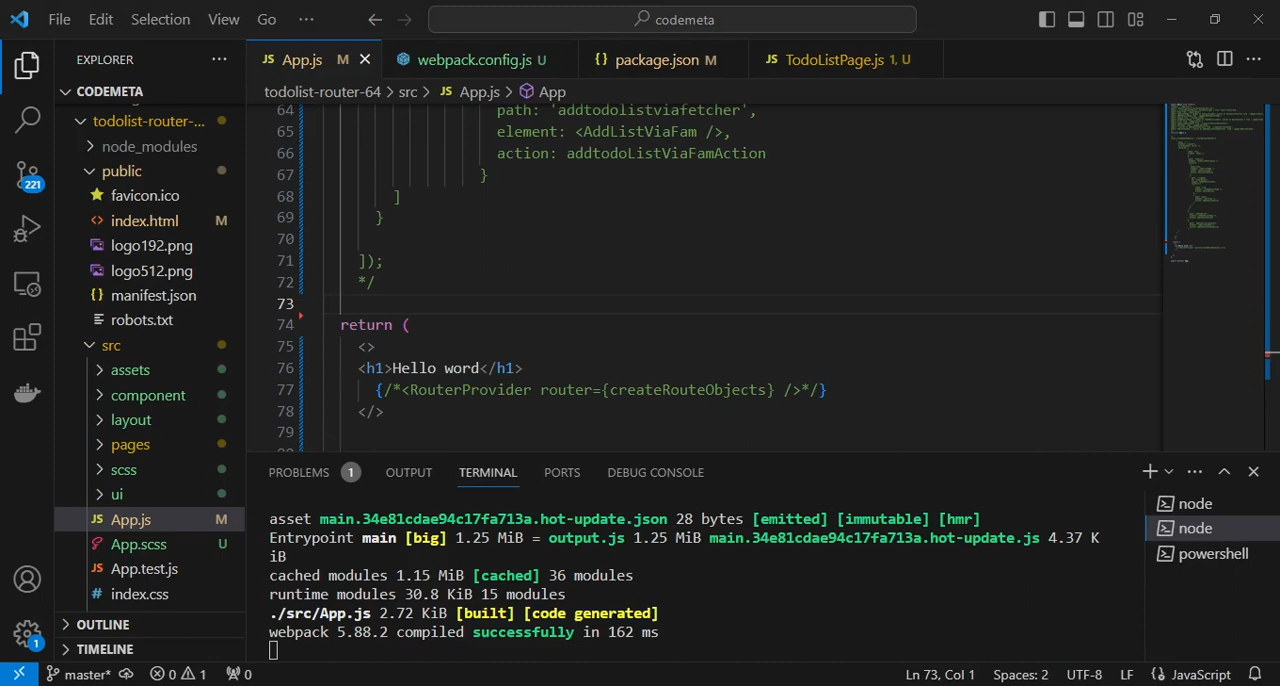 File Edit Selection View Go ··· codemeta
EXPLORER ···
CODEMETA
todolist-router-...
node_modules
public
favicon.ico
index.html M
logo192.png
logo512.png
manifest.json
robots.txt
src
assets
component
layout
pages
scss
ui
App.js M
App.scss U
App.test.js
index.css
OUTLINE
TIMELINE
221
1
JS App.js M webpack.config.js U {} package.json M JS TodoListPage.js 1, U
todolist-router-64 > src > JS App.js > App
64 path: 'addtodolistviafetcher',
65 element: <AddListViaFam />,
66 action: addtodoListViaFamAction
67 }
68 ]
69 }
70
71 ]);
72 */
73
74 return (
75 <>
76 <h1>Hello word</h1>
77 {/*<RouterProvider router={createRouteObjects} />*/}
78 </>
79
PROBLEMS 1 OUTPUT TERMINAL PORTS DEBUG CONSOLE
asset main.34e81cdae94c17fa713a.hot-update.json 28 bytes [emitted] [immutable] [hmr]
Entrypoint main [big] 1.25 MiB = output.js 1.25 MiB main.34e81cdae94c17fa713a.hot-update.js 4.37 K
iB
cached modules 1.15 MiB [cached] 36 modules
runtime modules 30.8 KiB 15 modules
./src/App.js 2.72 KiB [built] [code generated]
webpack 5.88.2 compiled successfully in 162 ms
node
node
powershell
master* 0 1 0 Ln 73, Col 1 Spaces: 2 UTF-8 LF {} JavaScript